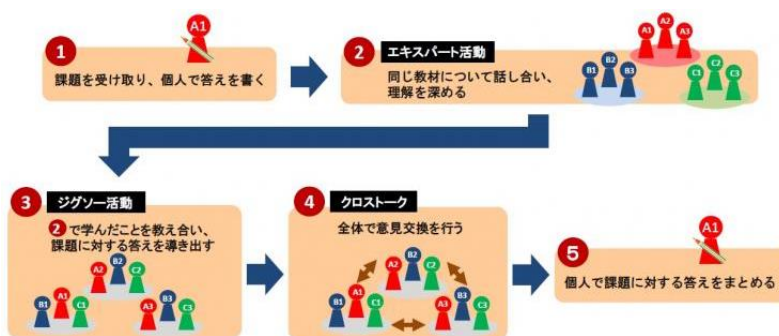 A1
1
課題を受け取り、個人で答えを書く
2
エキスパート活動
同じ教材について話し合い、
理解を深める
A1 A2 A3
B1 B2 B3
C1 C2 C3
3
ジグソー活動
2で学んだことを教え合い、
課題に対する答えを導き出す
A2 B2 C2
B1 A1 C1
A3 B3 C3
4
クロストーク
全体で意見交換を行う
A2 B2 C2
B1 A1 C1
A3 B3 C3
A1
5
個人で課題に対する答えをまとめる